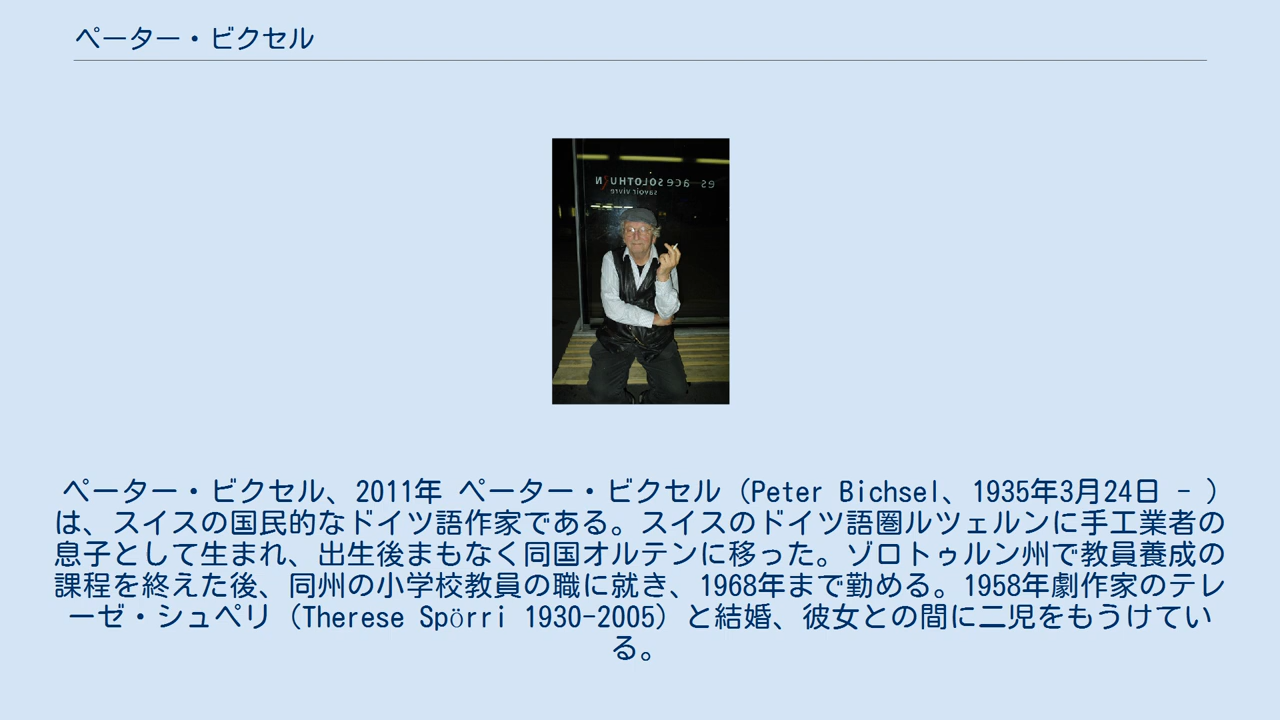 ペーター・ビクセル
es ace SOLOTHURN
savoir vivre
ペーター・ビクセル、2011年 ペーター・ビクセル（Peter Bichsel、1935年3月24日 - ）
は、スイスの国民的なドイツ語作家である。スイスのドイツ語圏ルツェルンに手工業者の
息子として生まれ、出生後まもなく同国オルテンに移った。ゾロトゥルン州で教員養成の
課程を終えた後、同州の小学校教員の職に就き、1968年まで勤める。1958年劇作家のテレ
ーゼ・シュペリ（Therese Spörri 1930-2005）と結婚、彼女との間に二児をもうけてい
る。